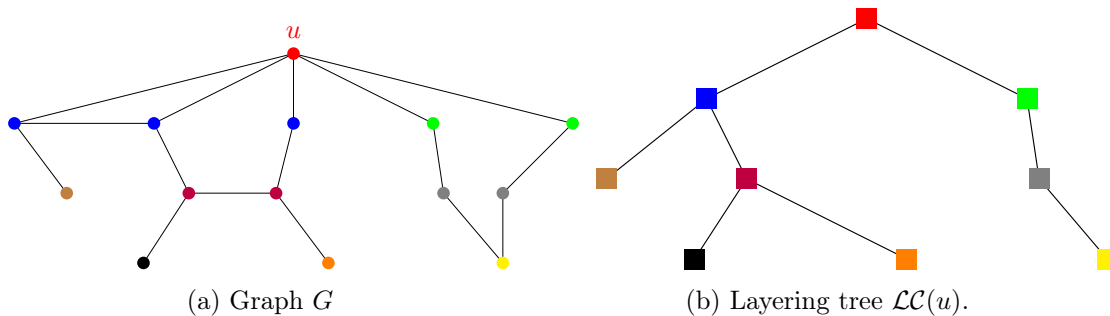 u
(a) Graph G
(b) Layering tree ℒ𝒞(u).